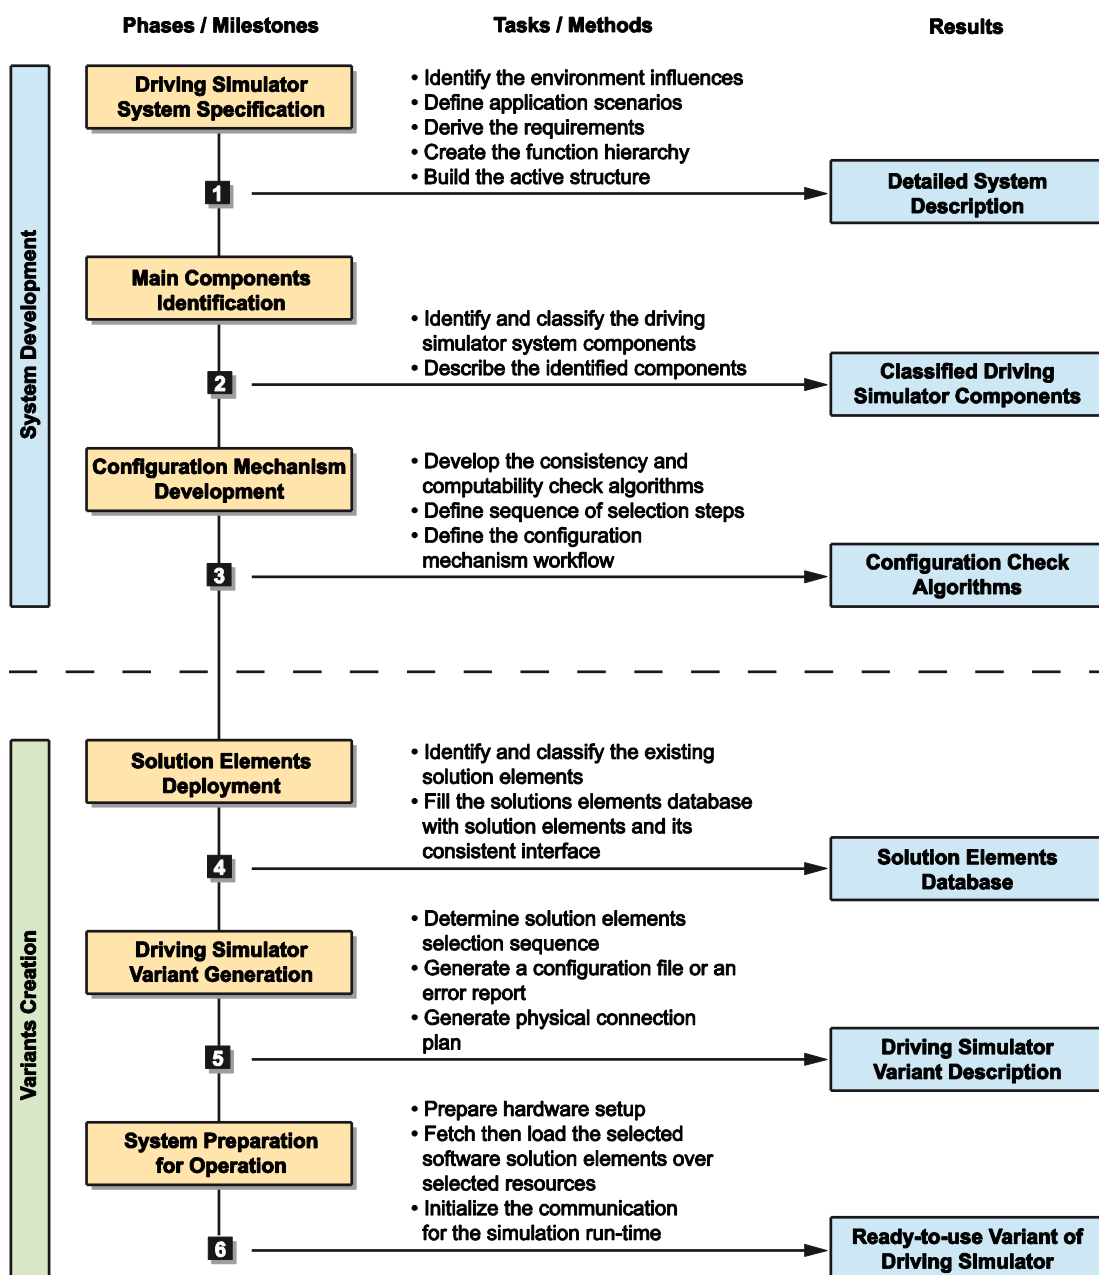 Phases / Milestones
Tasks / Methods
Results
System Development
Driving Simulator
System Specification
• Identify the environment influences
• Define application scenarios
• Derive the requirements
• Create the function hierarchy
• Build the active structure
1
Detailed System
Description
Main Components
Identification
• Identify and classify the driving
simulator system components
• Describe the identified components
2
Classified Driving
Simulator Components
Configuration Mechanism
Development
• Develop the consistency and
computability check algorithms
• Define sequence of selection steps
• Define the configuration
mechanism workflow
3
Configuration Check
Algorithms
Variants Creation
Solution Elements
Deployment
• Identify and classify the existing
solution elements
• Fill the solutions elements database
with solution elements and its
consistent interface
4
Solution Elements
Database
Driving Simulator
Variant Generation
• Determine solution elements
selection sequence
• Generate a configuration file or an
error report
• Generate physical connection
plan
5
Driving Simulator
Variant Description
System Preparation
for Operation
• Prepare hardware setup
• Fetch then load the selected
software solution elements over
selected resources
• Initialize the communication
for the simulation run-time
6
Ready-to-use Variant of
Driving Simulator